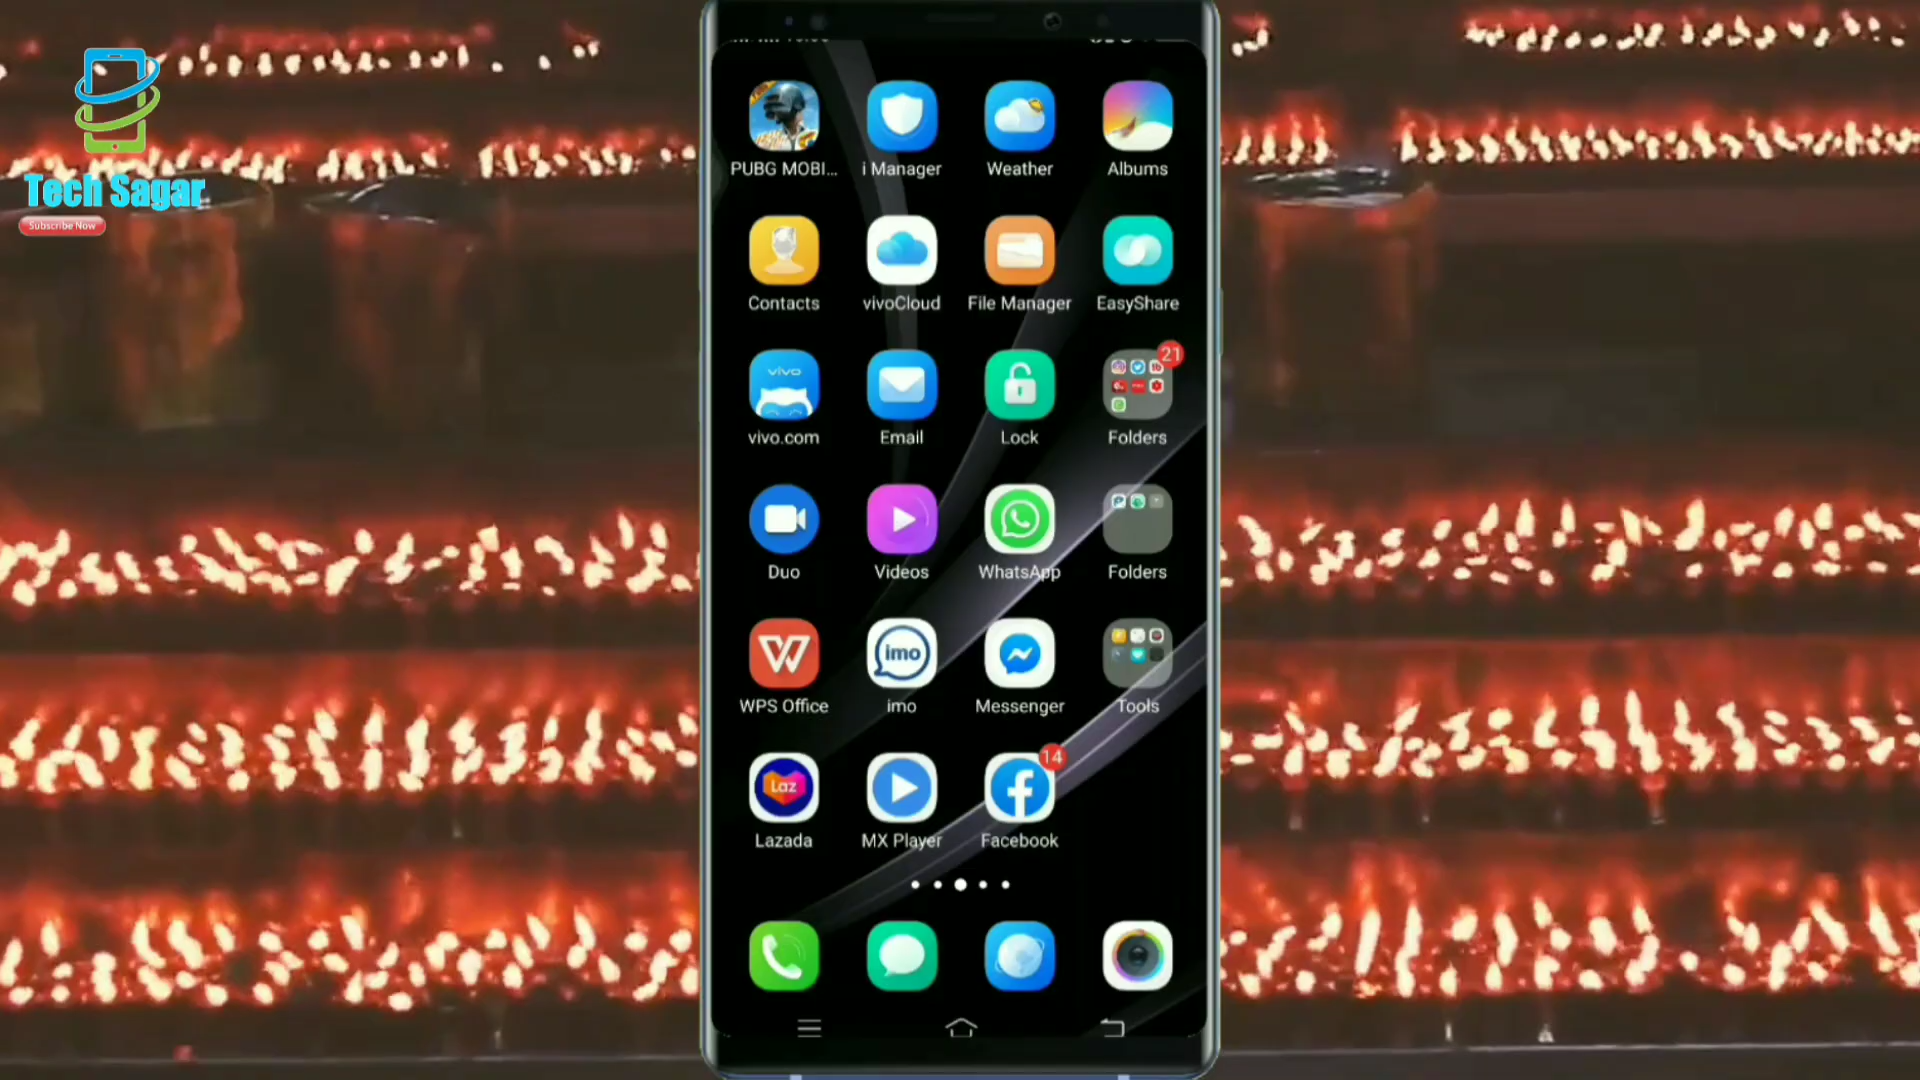 Tech Sagar
Subscribe Now
PUBG MOBI...
i Manager
Weather
Albums
Contacts
vivoCloud
File Manager
EasyShare
21
vivo
vivo.com
Email
Lock
Folders
Duo
Videos
WhatsApp
Folders
imo
WPS Office
imo
Messenger
Tools
14
Laz
Lazada
MX Player
Facebook